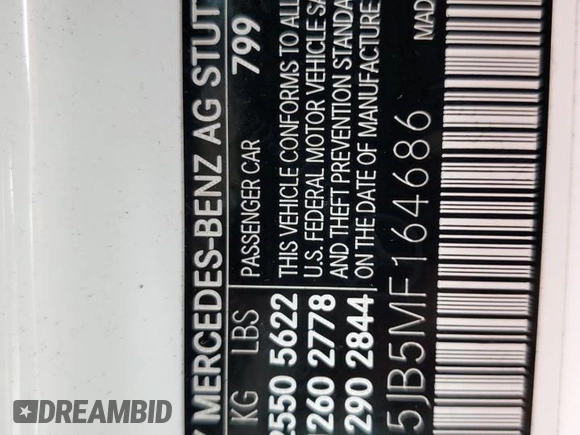 MERCEDES-BENZ AG STUT
KG LBS PASSENGER CAR 799
2550 5622 THIS VEHICLE CONFORMS TO ALL
1260 2778 U.S. FEDERAL MOTOR VEHICLE SA
AND THEFT PREVENTION STANDA
1290 2844 ON THE DATE OF MANUFACTURE
5JB5MF164686 MAD
DREAMBID